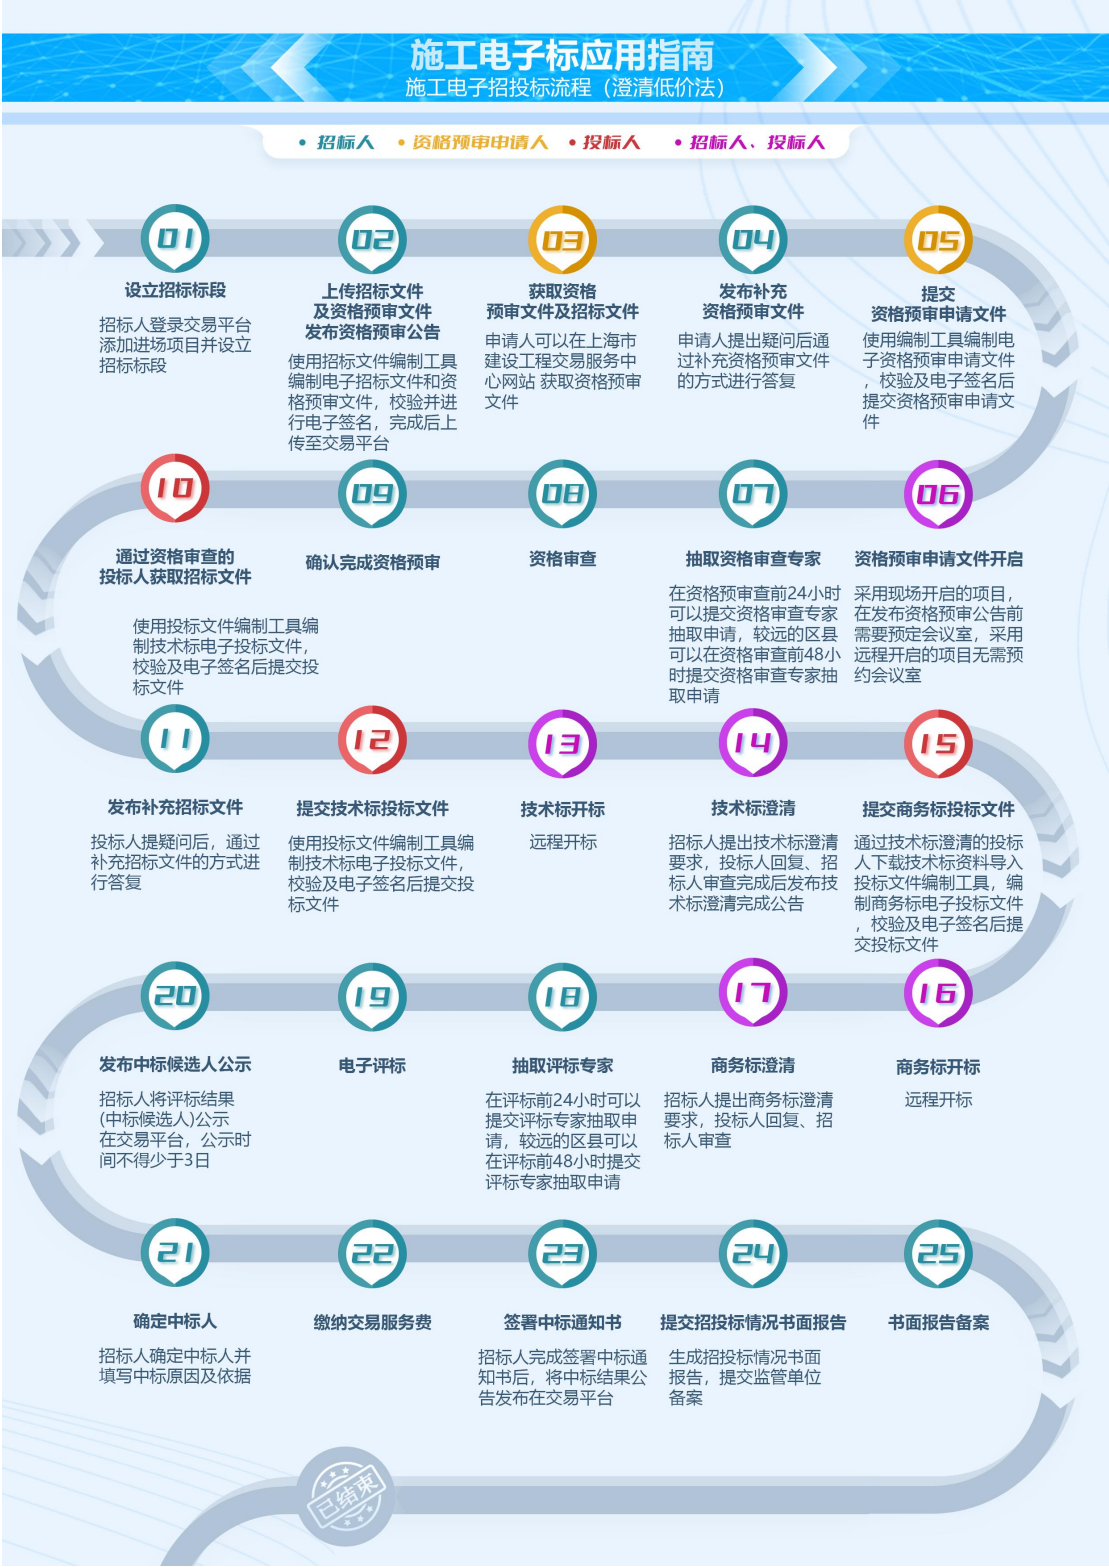 施工电子标应用指南
施工电子招投标流程（澄清低价法）
• 招标人 • 资格预审申请人 • 投标人 • 招标人、投标人
01
设立招标标段
招标人登录交易平台
添加进场项目并设立
招标标段
02
上传招标文件
及资格预审文件
发布资格预审公告
使用招标文件编制工具
编制电子招标文件和资
格预审文件，校验并进
行电子签名，完成后上
传至交易平台
03
获取资格
预审文件及招标文件
申请人可以在上海市
建设工程交易服务中
心网站 获取资格预审
文件
04
发布补充
资格预审文件
申请人提出疑问后通
过补充资格预审文件
的方式进行答复
05
提交
资格预审申请文件
使用编制工具编制电
子资格预审申请文件
，校验及电子签名后
提交资格预审申请文
件
06
资格预审申请文件开启
采用现场开启的项目，
在发布资格预审公告前
需要预定会议室，采用
远程开启的项目无需预
约会议室
07
抽取资格审查专家
在资格预审查前24小时
可以提交资格审查专家
抽取申请，较远的区县
可以在资格审查前48小
时提交资格审查专家抽
取申请
08
资格审查
09
确认完成资格预审
10
通过资格审查的
投标人获取招标文件
使用投标文件编制工具编
制技术标电子投标文件，
校验及电子签名后提交投
标文件
11
发布补充招标文件
投标人提疑问后，通过
补充招标文件的方式进
行答复
12
提交技术标投标文件
使用投标文件编制工具编
制技术标电子投标文件，
校验及电子签名后提交投
标文件
13
技术标开标
远程开标
14
技术标澄清
招标人提出技术标澄清
要求，投标人回复、招
标人审查完成后发布技
术标澄清完成公告
15
提交商务标投标文件
通过技术标澄清的投标
人下载技术标资料导入
投标文件编制工具，编
制商务标电子投标文件
，校验及电子签名后提
交投标文件
16
商务标开标
远程开标
17
商务标澄清
招标人提出商务标澄清
要求，投标人回复、招
标人审查
18
抽取评标专家
在评标前24小时可以
提交评标专家抽取申
请，较远的区县可以
在评标前48小时提交
评标专家抽取申请
19
电子评标
20
发布中标候选人公示
招标人将评标结果
(中标候选人)公示
在交易平台，公示时
间不得少于3日
21
确定中标人
招标人确定中标人并
填写中标原因及依据
22
缴纳交易服务费
23
签署中标通知书
招标人完成签署中标通
知书后，将中标结果公
告发布在交易平台
24
提交招投标情况书面报告
生成招投标情况书面
报告，提交监管单位
备案
25
书面报告备案
已结束